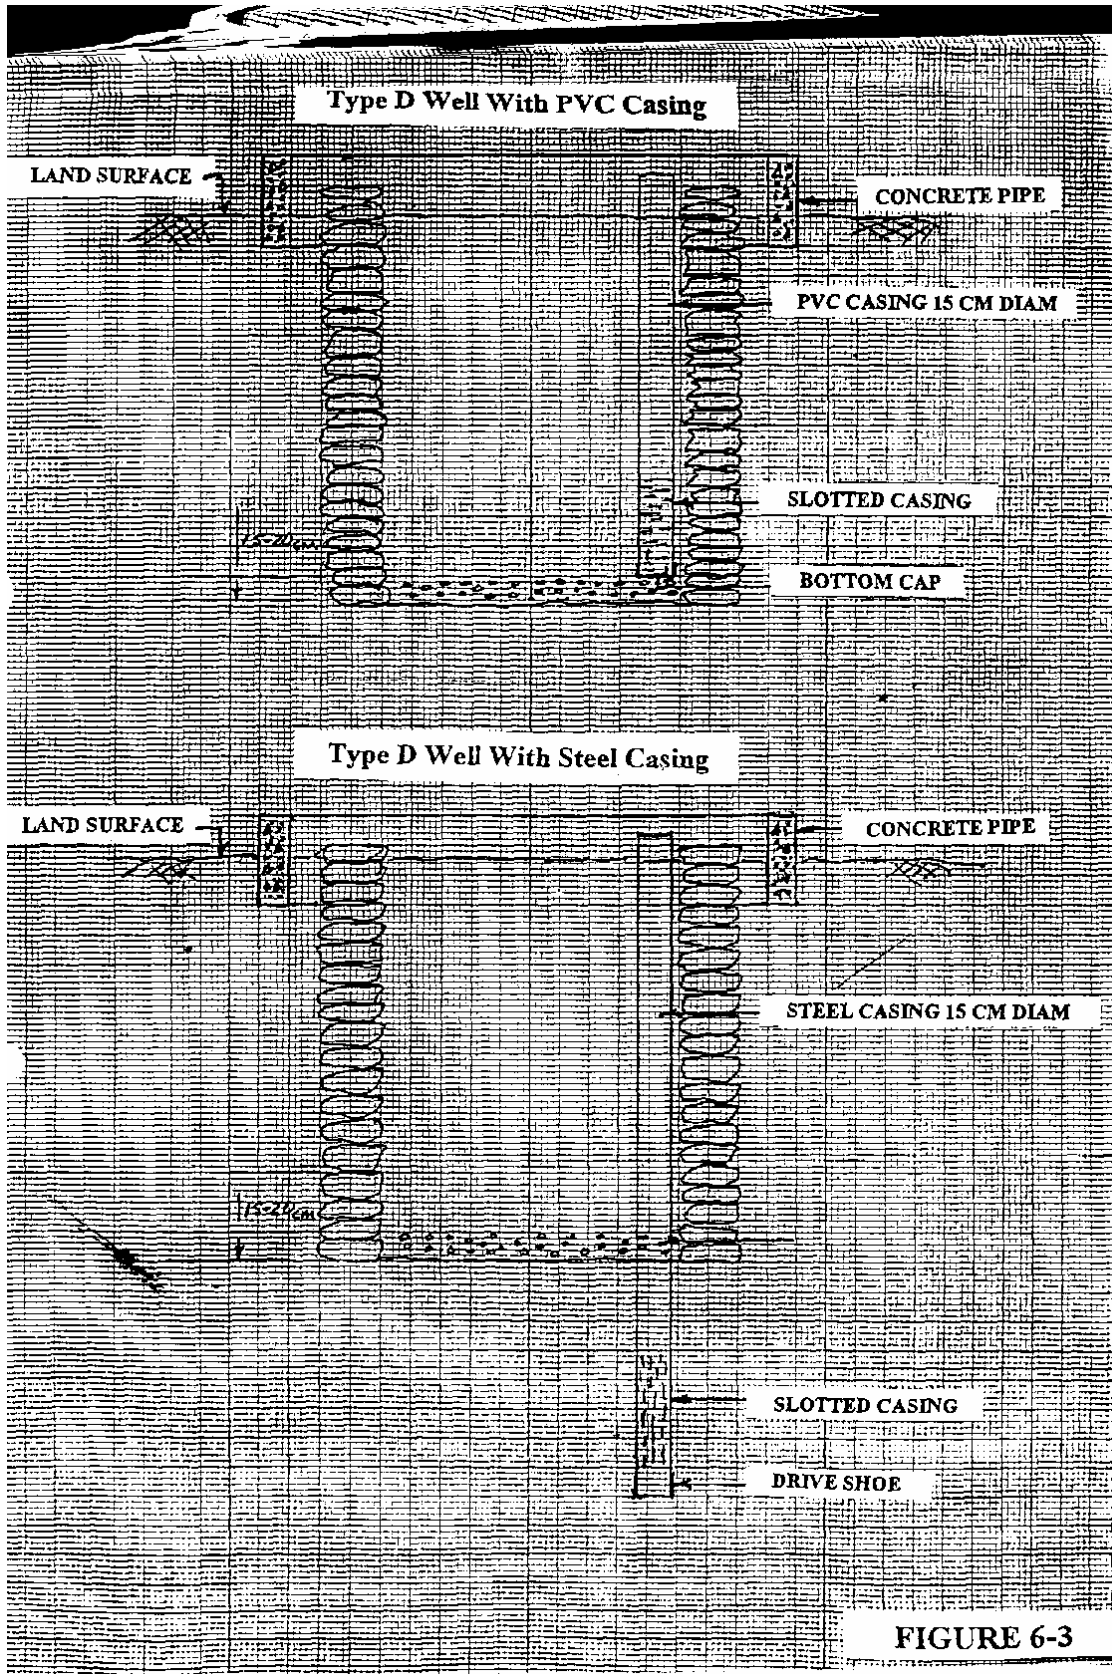 Type D Well With PVC Casing
LAND SURFACE
CONCRETE PIPE
PVC CASING 15 CM DIAM
SLOTTED CASING
15-20cm
BOTTOM CAP
Type D Well With Steel Casing
LAND SURFACE
CONCRETE PIPE
STEEL CASING 15 CM DIAM
15-20cm
SLOTTED CASING
DRIVE SHOE
FIGURE 6-3